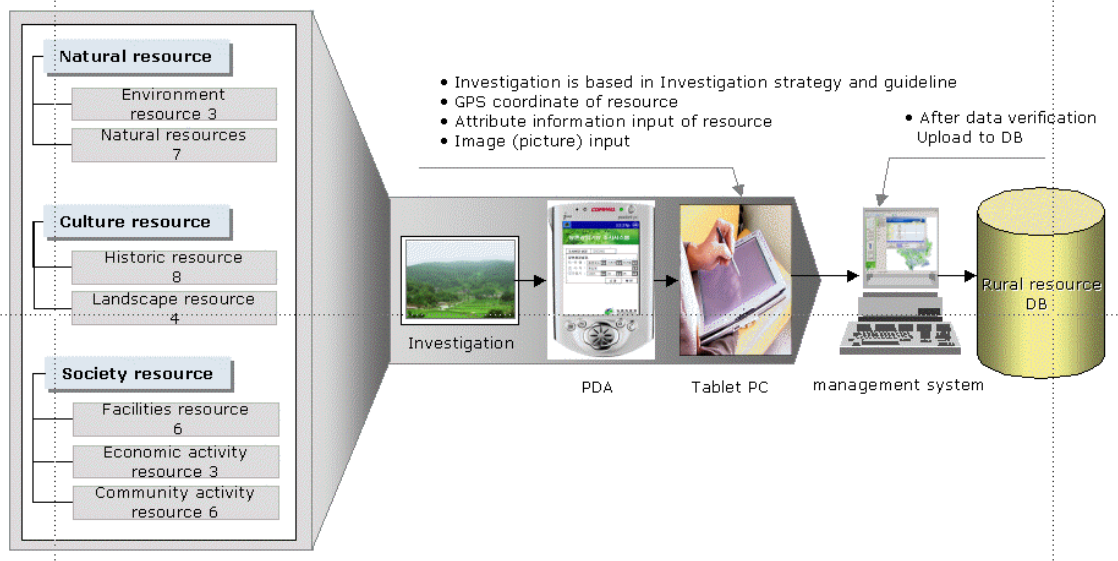 Natural resource
Environment
resource 3
Natural resources
7
Culture resource
Historic resource
8
Landscape resource
4
Society resource
Facilities resource
6
Economic activity
resource 3
Community activity
resource 6
• Investigation is based in Investigation strategy and guideline
• GPS coordinate of resource
• Attribute information input of resource
• Image (picture) input
• After data verification
Upload to DB
Investigation
PDA
Tablet PC
management system
Rural resource
DB